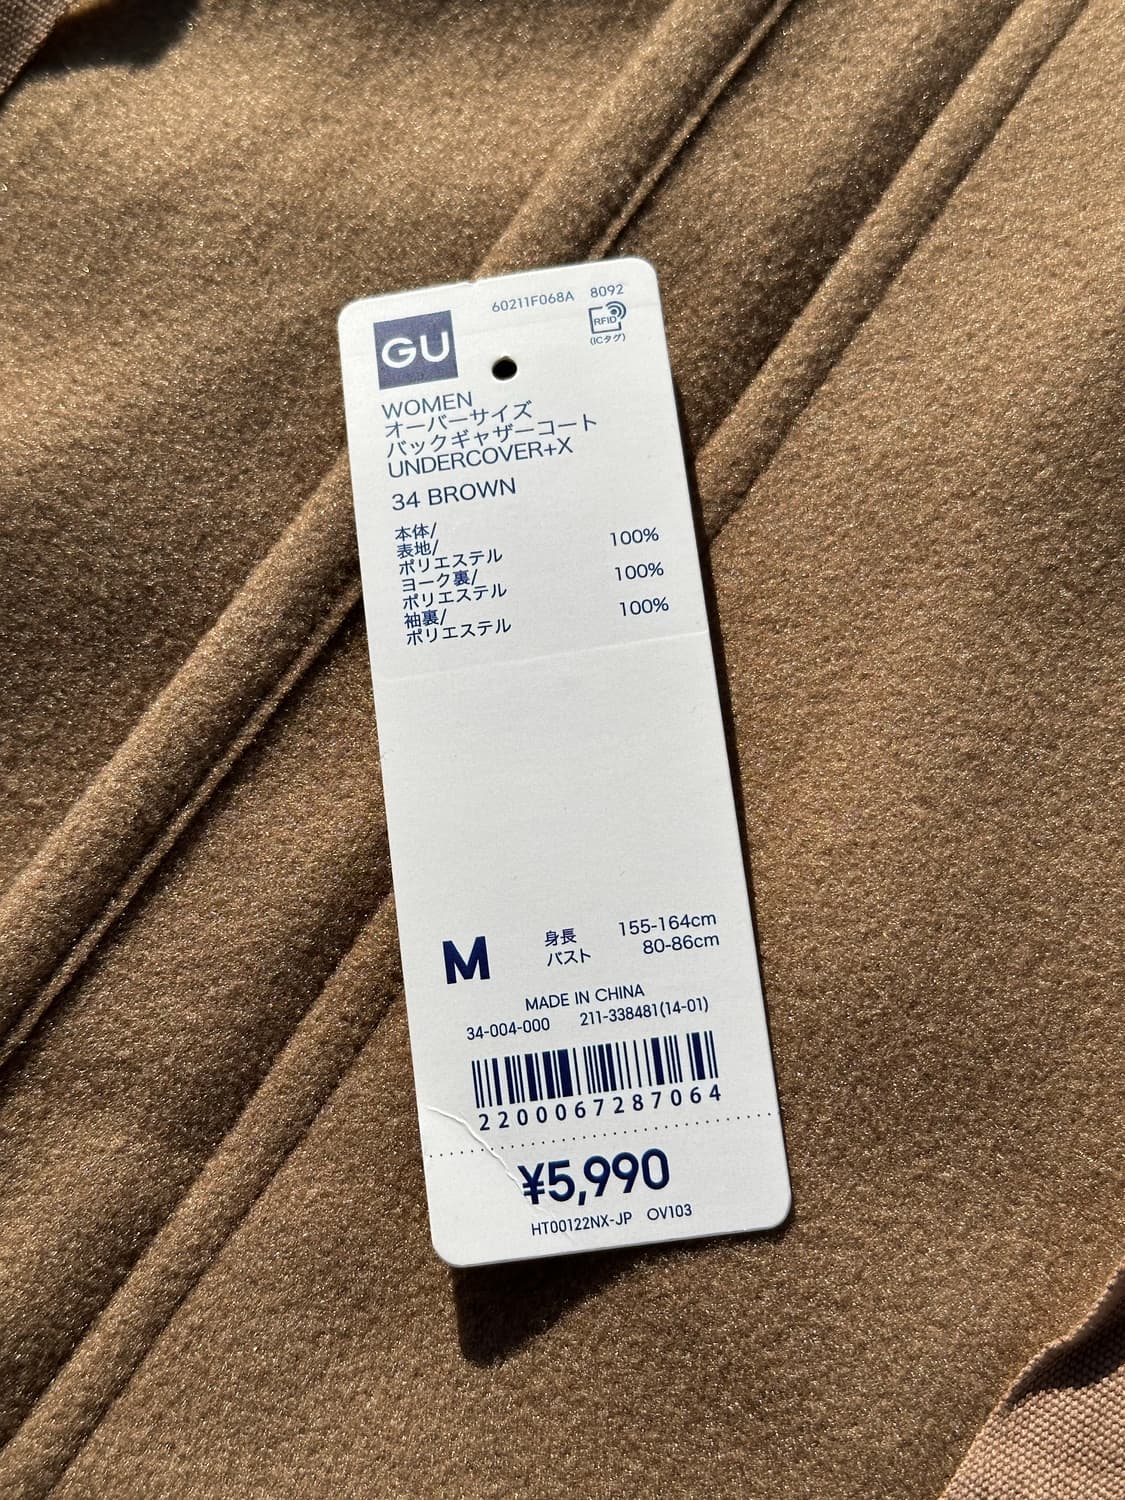 60211F068A 8092
GU
RFID
(ICタグ)
WOMEN
オーバーサイズ
バックギャザーコート
UNDERCOVER+X
34 BROWN
本体/
表地/
ポリエステル 100%
ヨーク裏/
ポリエステル 100%
袖裏/
ポリエステル 100%
M 身長 155-164cm
バスト 80-86cm
MADE IN CHINA
34-004-000 211-338481(14-01)
2200067287064
¥5,990
HT00122NX-JP OV103